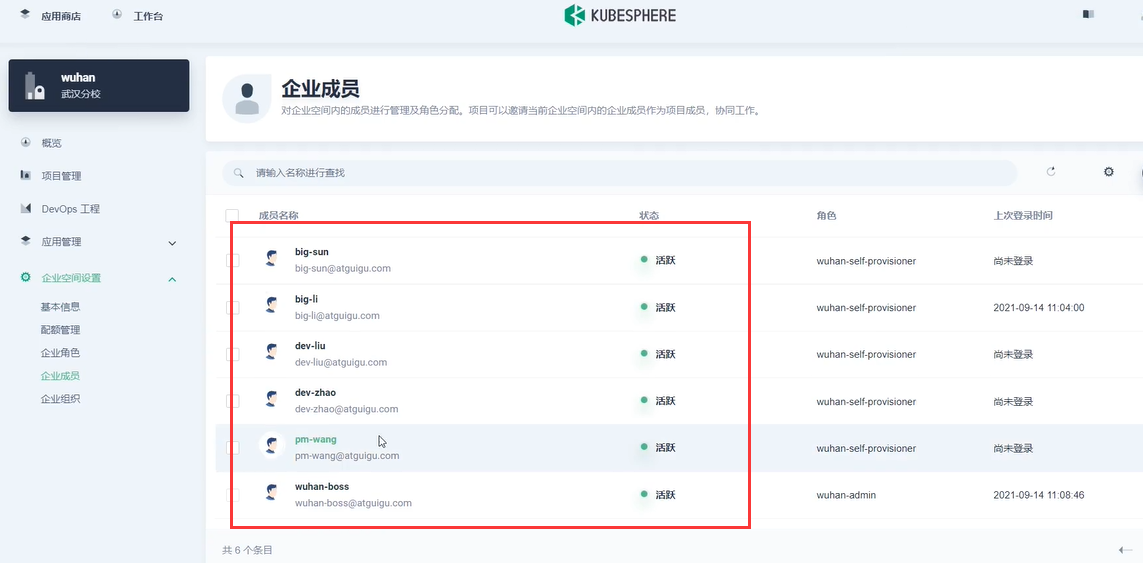 应用商店
工作台
KUBESPHERE
wuhan
武汉分校
概览
项目管理
DevOps 工程
应用管理
企业空间设置
基本信息
配额管理
企业角色
企业成员
企业组织
企业成员
对企业空间内的成员进行管理及角色分配。项目可以邀请当前企业空间内的企业成员作为项目成员，协同工作。
请输入名称进行查找
成员名称 状态 角色 上次登录时间
big-sun
big-sun@atguigu.com 活跃 wuhan-self-provisioner 尚未登录
big-li
big-li@atguigu.com 活跃 wuhan-self-provisioner 2021-09-14 11:04:00
dev-liu
dev-liu@atguigu.com 活跃 wuhan-self-provisioner 尚未登录
dev-zhao
dev-zhao@atguigu.com 活跃 wuhan-self-provisioner 尚未登录
pm-wang
pm-wang@atguigu.com 活跃 wuhan-self-provisioner 尚未登录
wuhan-boss
wuhan-boss@atguigu.com 活跃 wuhan-admin 2021-09-14 11:08:46
共 6 个条目